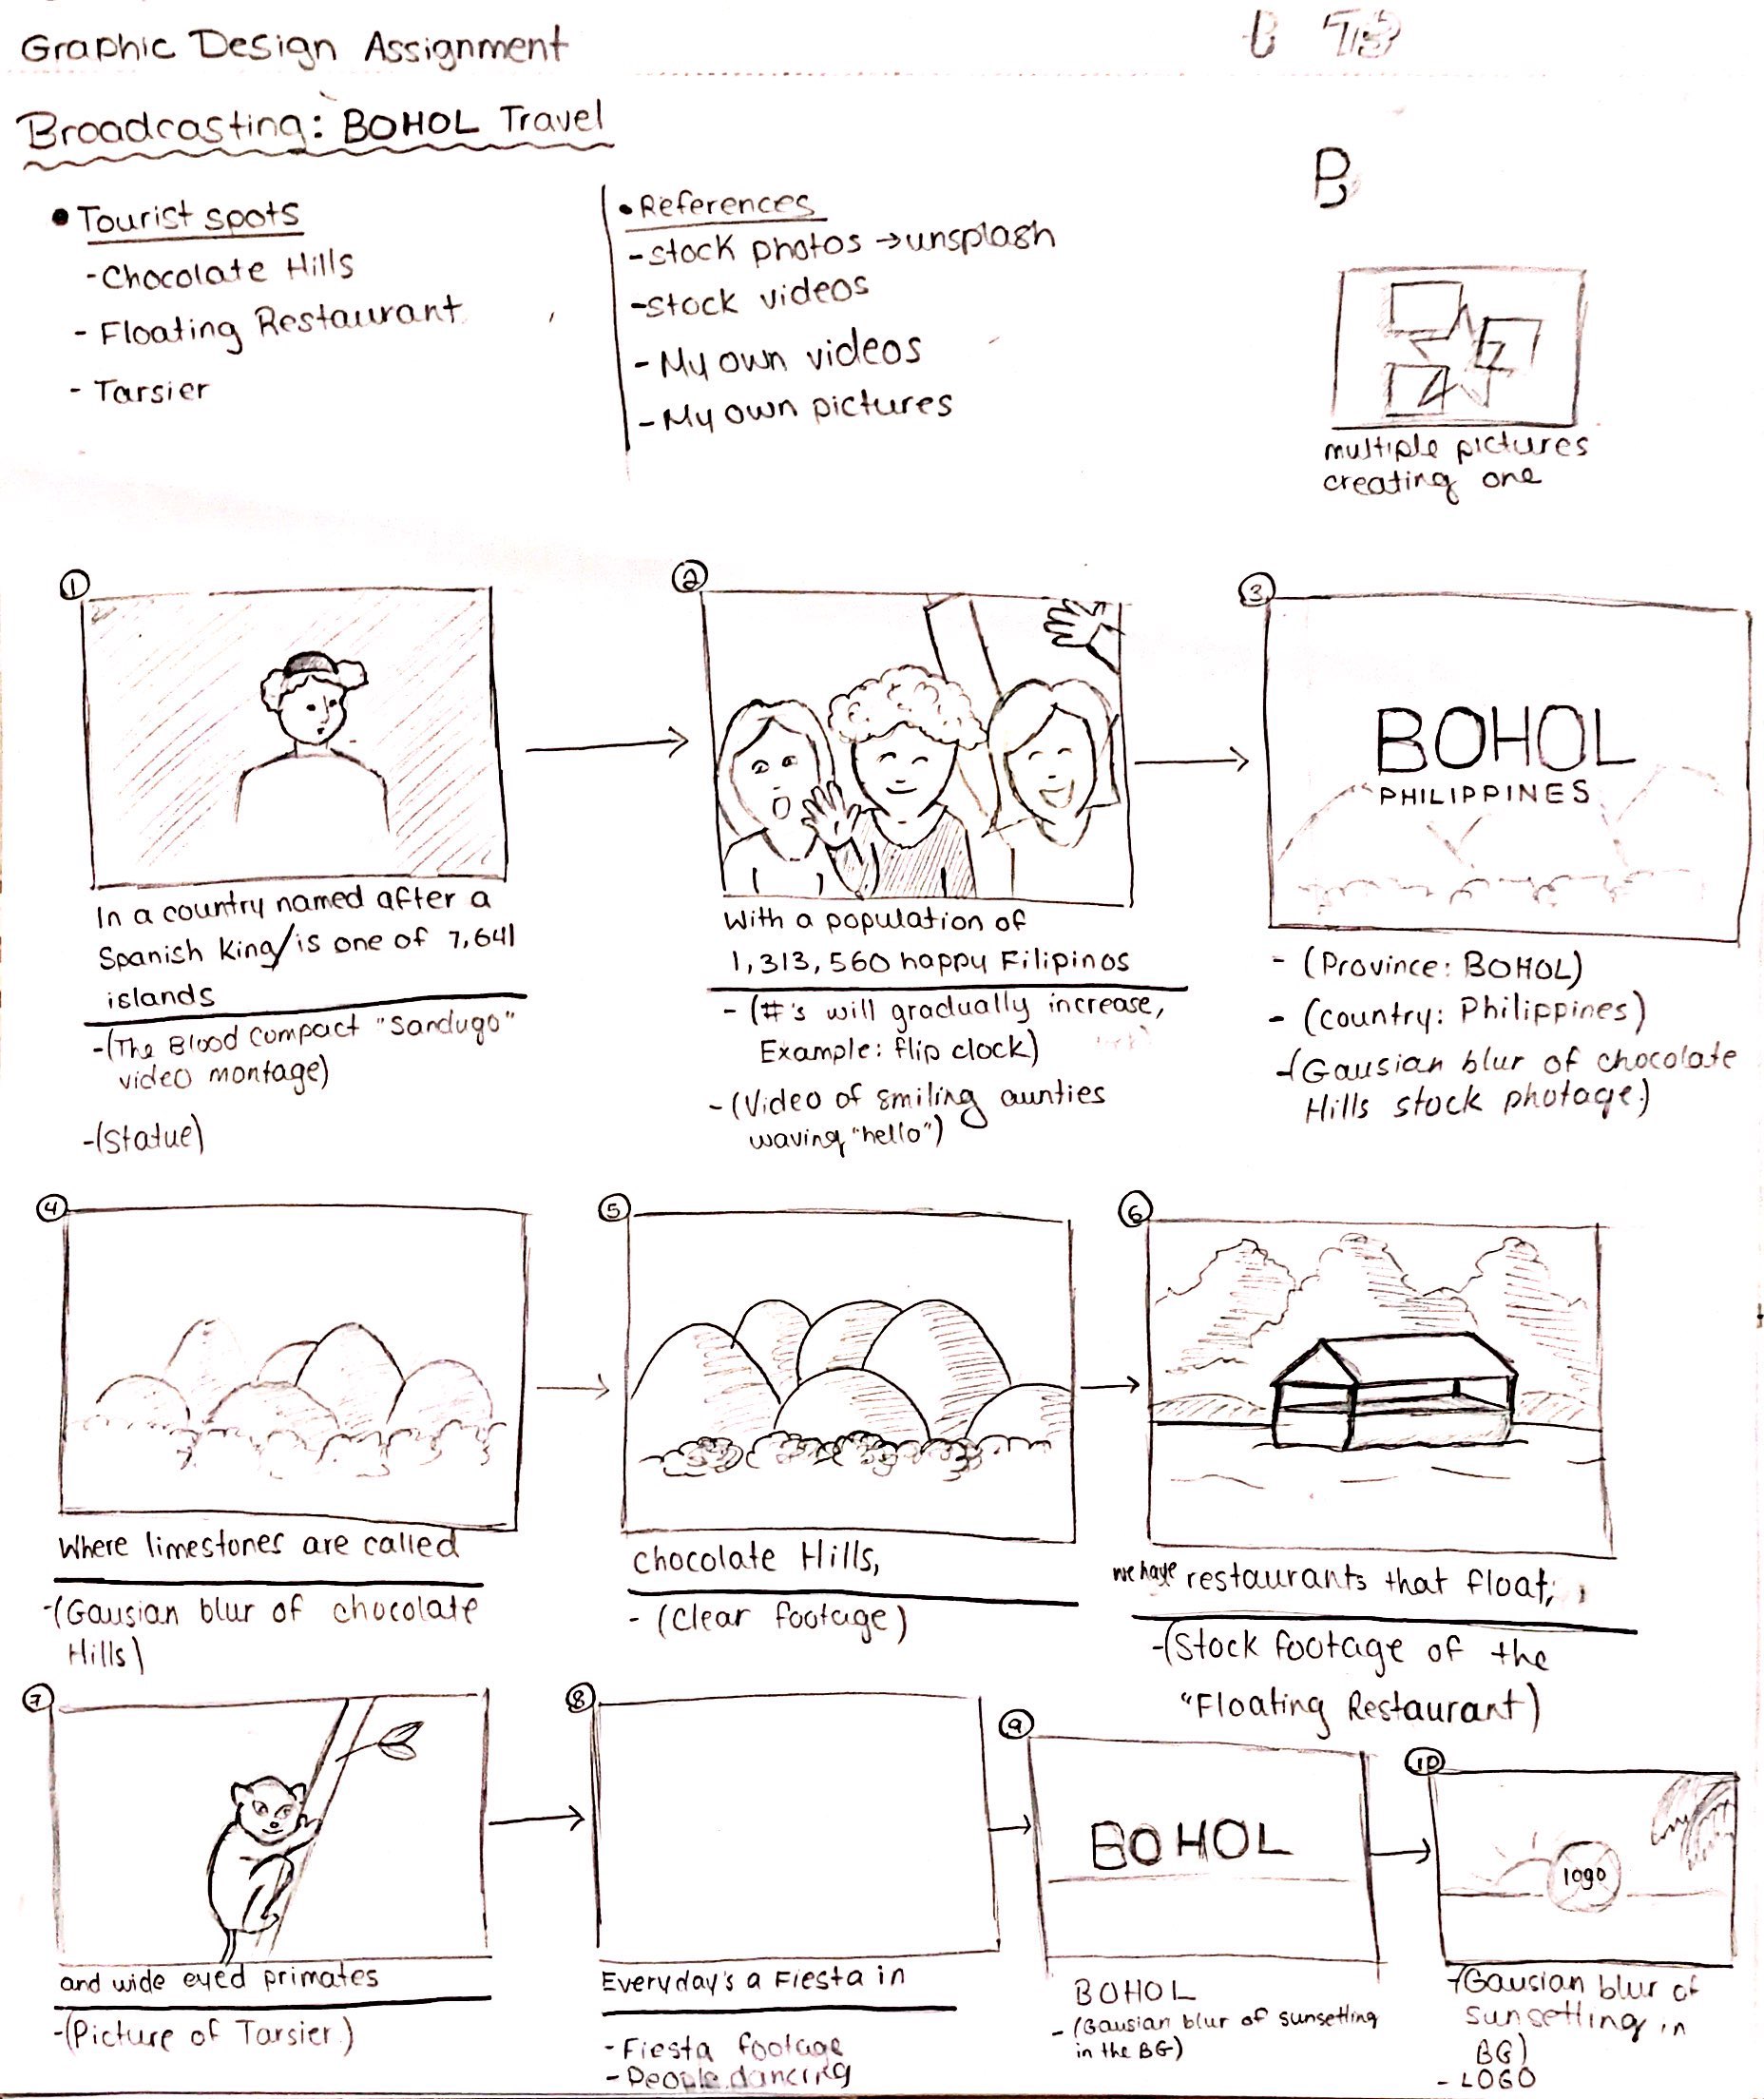 Graphic Design Assignment
Broadcasting: BOHOL Travel
B
• Tourist spots
- Chocolate Hills
- Floating Restaurant
- Tarsier
• References
- stock photos → unsplash
- stock videos
- My own videos
- My own pictures
multiple pictures
creating one
1
In a country named after a
Spanish king/is one of 7,641
islands
-(The Blood Compact "Sandugo"
video montage)
-(Statue)
2
With a population of
1,313,560 happy Filipinos
- (#'s will gradually increase,
Example: flip clock)
-(Video of smiling aunties
waving "hello")
3
BOHOL
PHILIPPINES
- (Province: BOHOL)
- (country: Philippines)
-(Gausian blur of chocolate
Hills stock photage.)
4
Where limestones are called
-(Gausian blur of chocolate
Hills)
5
chocolate Hills,
- (Clear footage)
6
we have restaurants that float,
-(Stock footage of the
"Floating Restaurant)
7
and wide eyed primates
-(Picture of Tarsier.)
8
Everyday's a Fiesta in
- Fiesta footage
- People dancing
9
BOHOL
BOHOL
- (Gausian blur of sunsetting
in the BG)
10
logo
-(Gausian blur of
sunsetting in
BG)
- LOGO